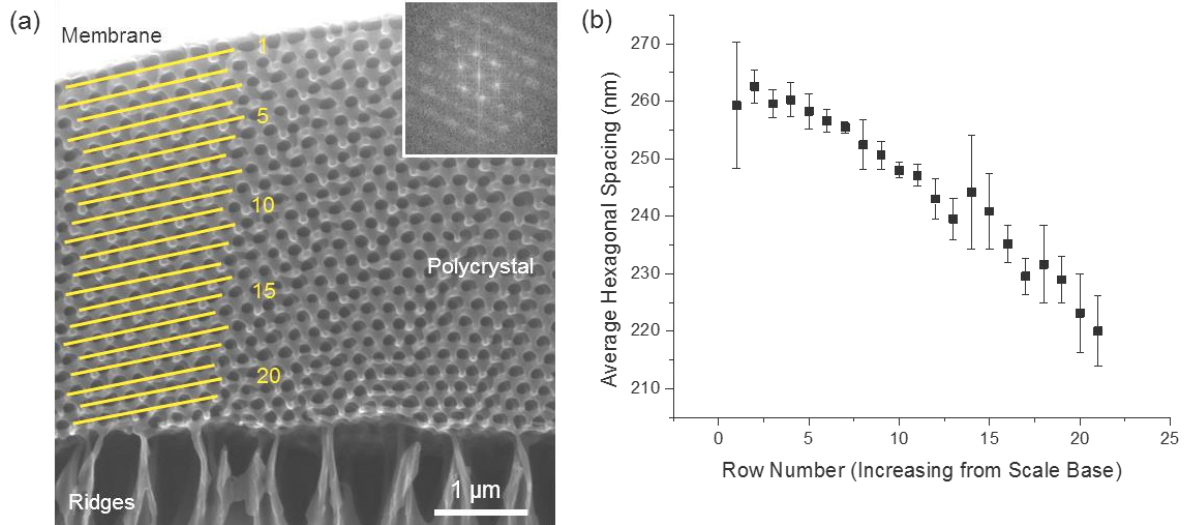 (a)
Membrane
1
5
10
Polycrystal
15
20
Ridges
1 µm
(b)
Average Hexagonal Spacing (nm)
270
260
250
240
230
220
210
0 5 10 15 20 25
Row Number (Increasing from Scale Base)